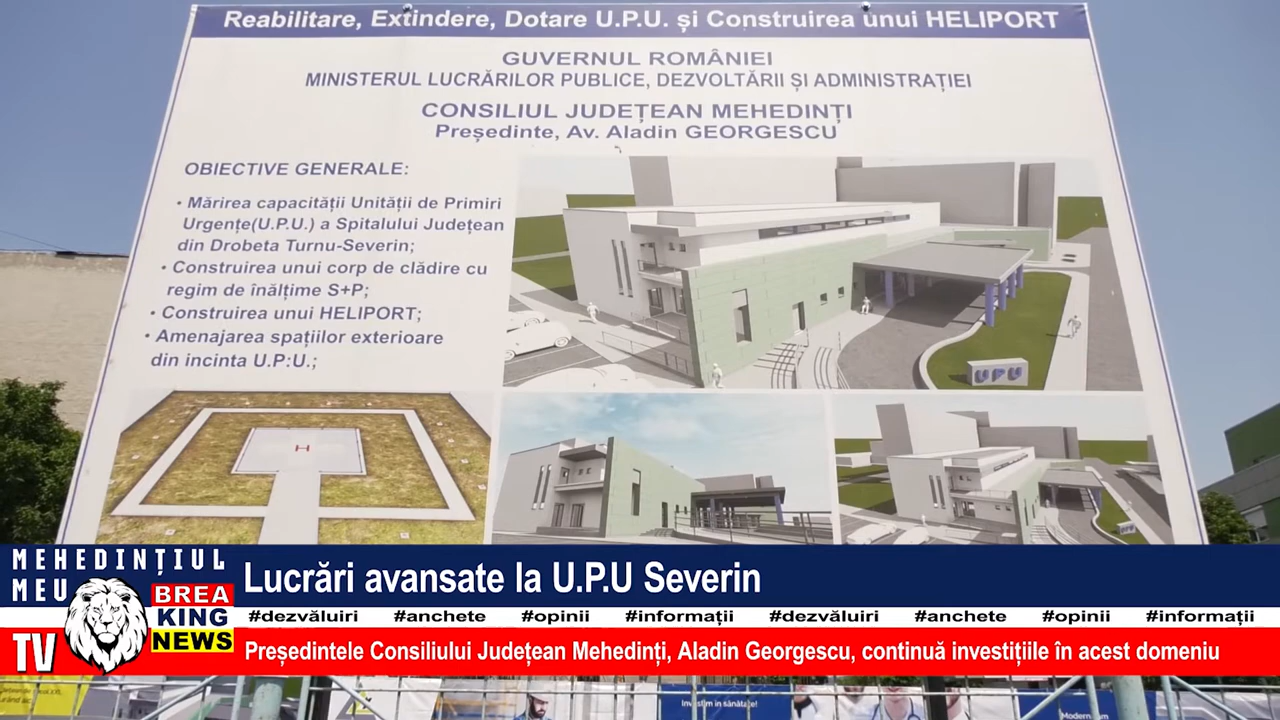 Reabilitare, Extindere, Dotare U.P.U. și Construirea unui HELIPORT
GUVERNUL ROMÂNIEI
MINISTERUL LUCRĂRILOR PUBLICE, DEZVOLTĂRII ȘI ADMINISTRAȚIEI
CONSILIUL JUDEȚEAN MEHEDINȚI
Președinte, Av. Aladin GEORGESCU
OBIECTIVE GENERALE:
• Mărirea capacității Unității de Primiri
Urgențe(U.P.U.) a Spitalului Județean
din Drobeta Turnu-Severin;
• Construirea unui corp de clădire cu
regim de înălțime S+P;
• Construirea unui HELIPORT;
• Amenajarea spațiilor exterioare
din incinta U.P.U.;
UPU
H
MEHEDINȚIUL
MEU
TV
BREA
KING
NEWS
Lucrări avansate la U.P.U Severin
#dezvăluiri #anchete #opinii #informații #dezvăluiri #anchete #opinii #informații
Președintele Consiliului Județean Mehedinți, Aladin Georgescu, continuă investițiile în acest domeniu
Investim în sănătate!